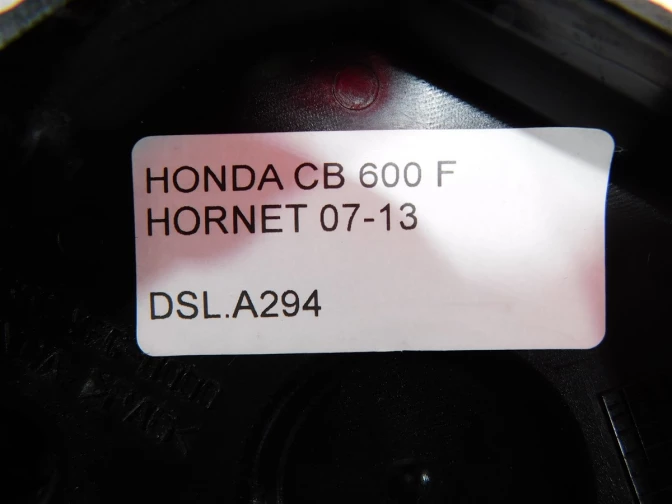 HONDA CB 600 F
HORNET 07-13
DSL.A294